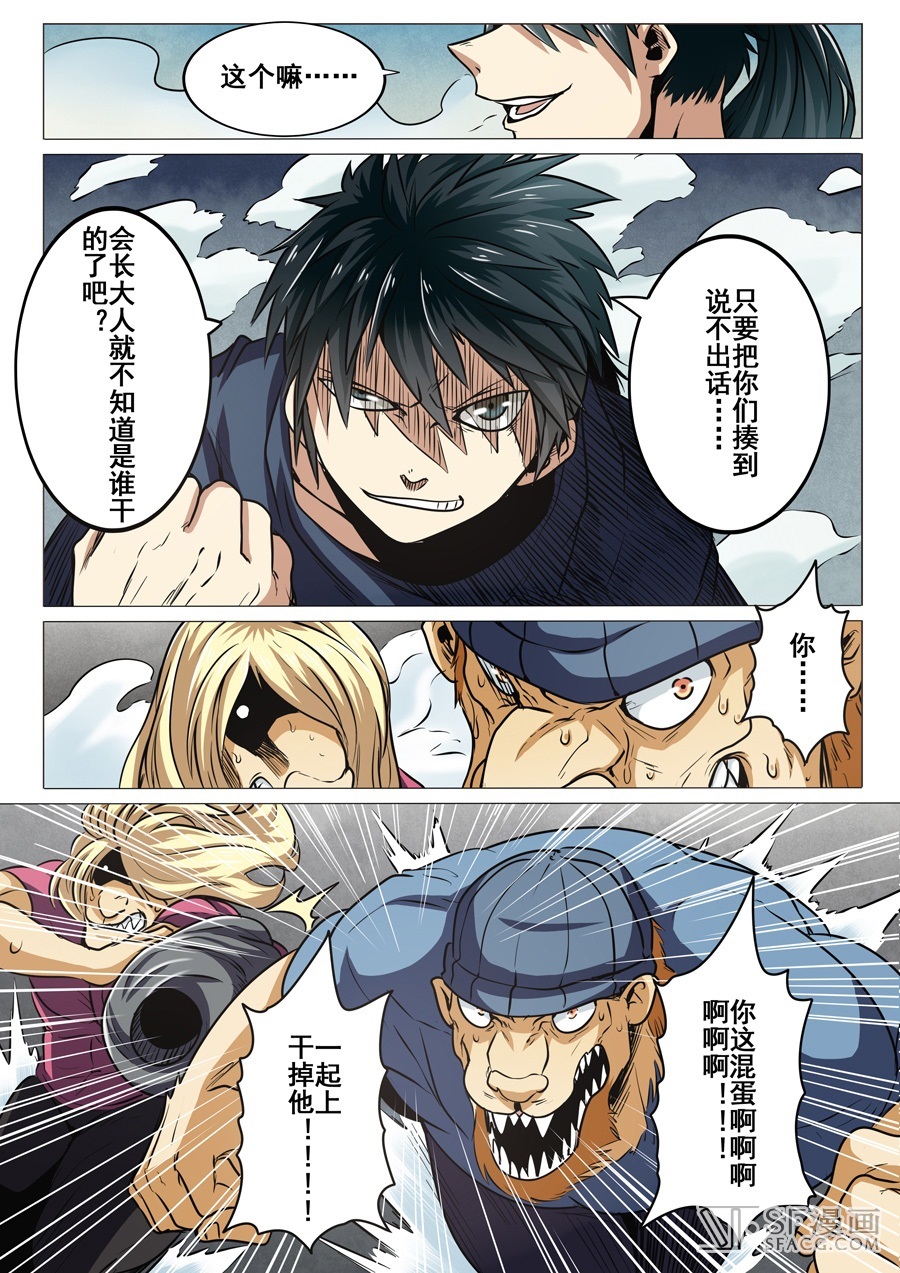 这个嘛……
只要把你们揍到
说不出话……
会长大人就不知道是谁干
的了吧？
你……
你这混蛋啊啊啊
啊啊啊！！！
一起上
干掉他！！！！
SF漫画
SFACG.COM